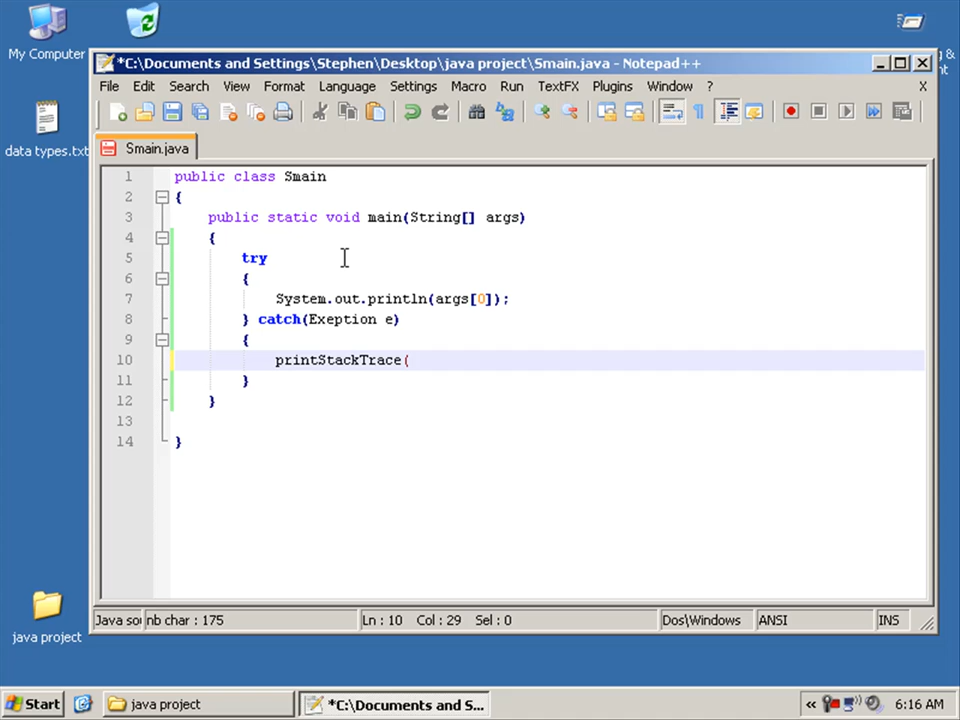 My Computer
data types.txt
java project
*C:\Documents and Settings\Stephen\Desktop\java project\Smain.java - Notepad++
File Edit Search View Format Language Settings Macro Run TextFX Plugins Window ? X
Smain.java
1 public class Smain
2 {
3 public static void main(String[] args)
4 {
5 try
6 {
7 System.out.println(args[0]);
8 } catch(Exeption e)
9 {
10 printStackTrace(
11 }
12 }
13
14 }
Java sou nb char : 175 Ln : 10 Col : 29 Sel : 0 Dos\Windows ANSI INS
Start java project *C:\Documents and S... « 6:16 AM